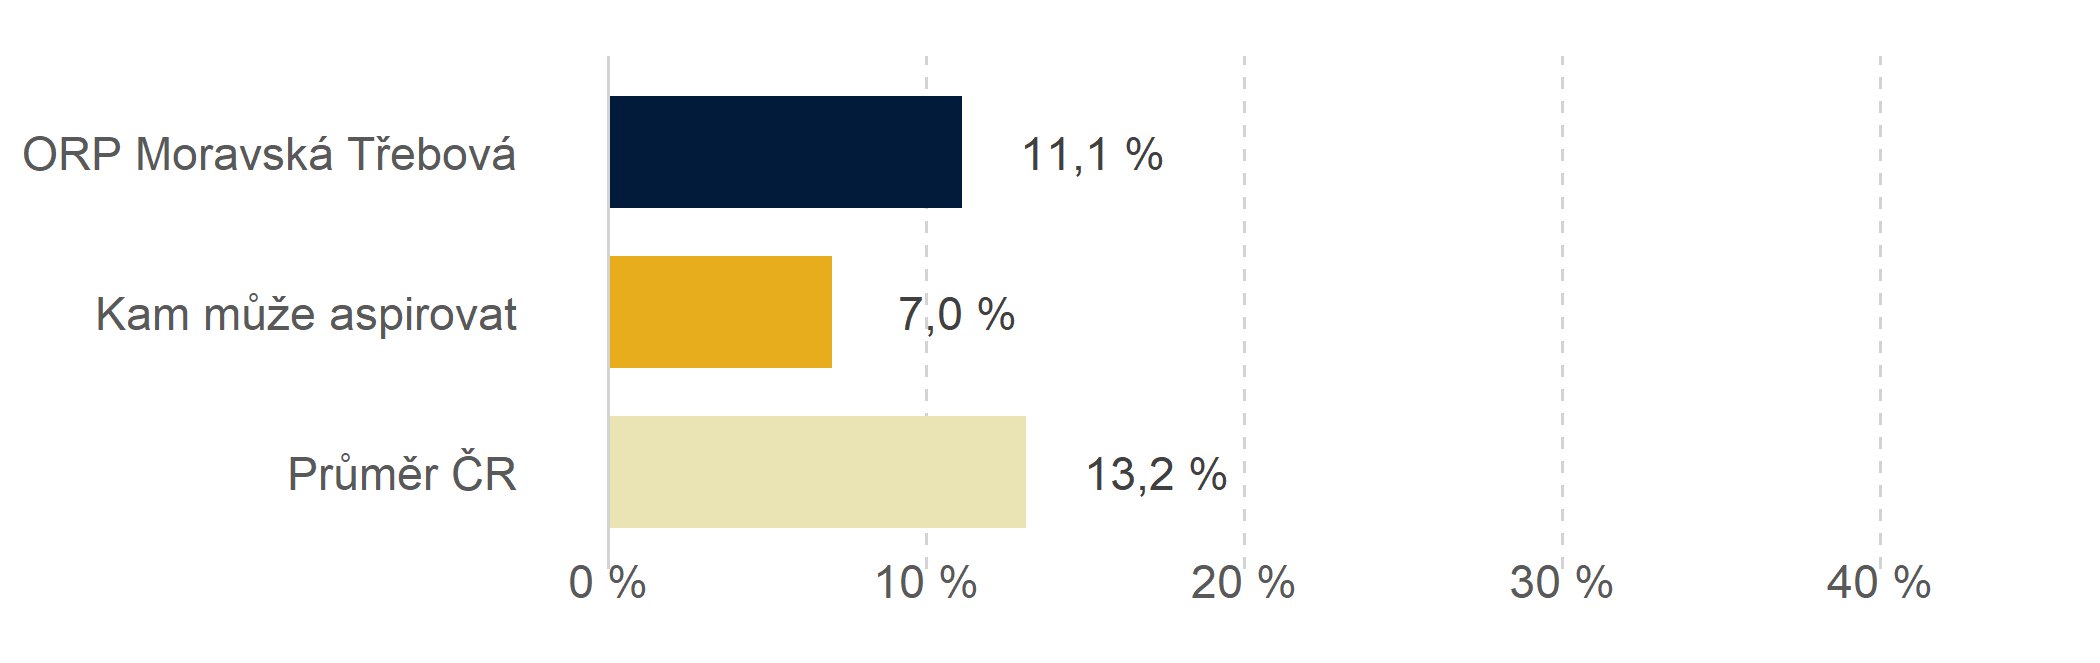 ORP Moravská Třebová
11,1 %
Kam může aspirovat
7,0 %
Průměr ČR
13,2 %
0 %
10 %
20 %
30 %
40 %